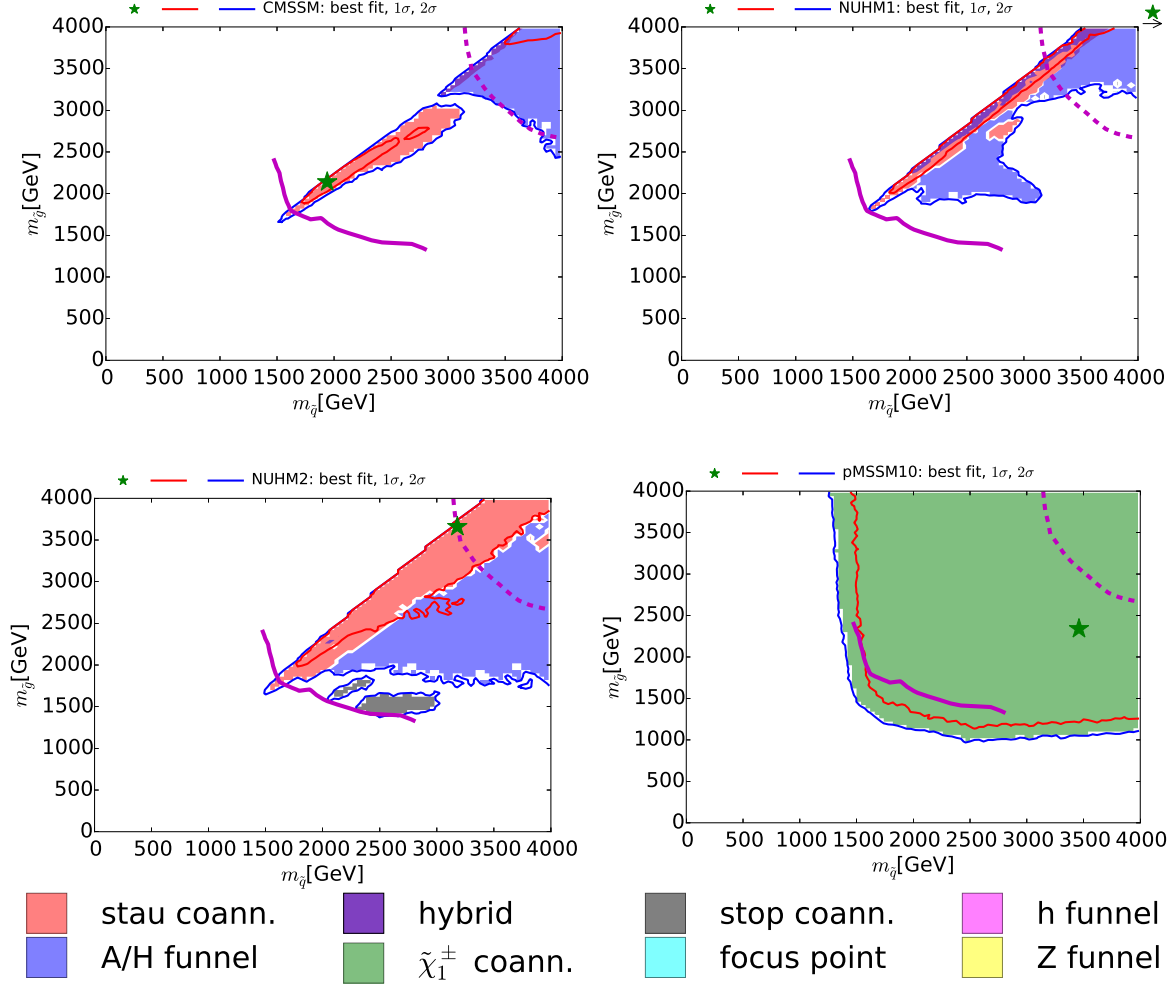 CMSSM: best fit, 1σ, 2σ
4000
3500
3000
2500
2000
1500
1000
500
0
m_g̃[GeV]
0 500 1000 1500 2000 2500 3000 3500 4000
m_q̃[GeV]
NUHM1: best fit, 1σ, 2σ
4000
3500
3000
2500
2000
1500
1000
500
0
m_g̃[GeV]
0 500 1000 1500 2000 2500 3000 3500 4000
m_q̃[GeV]
NUHM2: best fit, 1σ, 2σ
4000
3500
3000
2500
2000
1500
1000
500
0
m_g̃[GeV]
0 500 1000 1500 2000 2500 3000 3500 4000
m_q̃[GeV]
pMSSM10: best fit, 1σ, 2σ
4000
3500
3000
2500
2000
1500
1000
500
0
m_g̃[GeV]
0 500 1000 1500 2000 2500 3000 3500 4000
m_q̃[GeV]
stau coann. hybrid stop coann. h funnel
A/H funnel χ̃₁± coann. focus point Z funnel